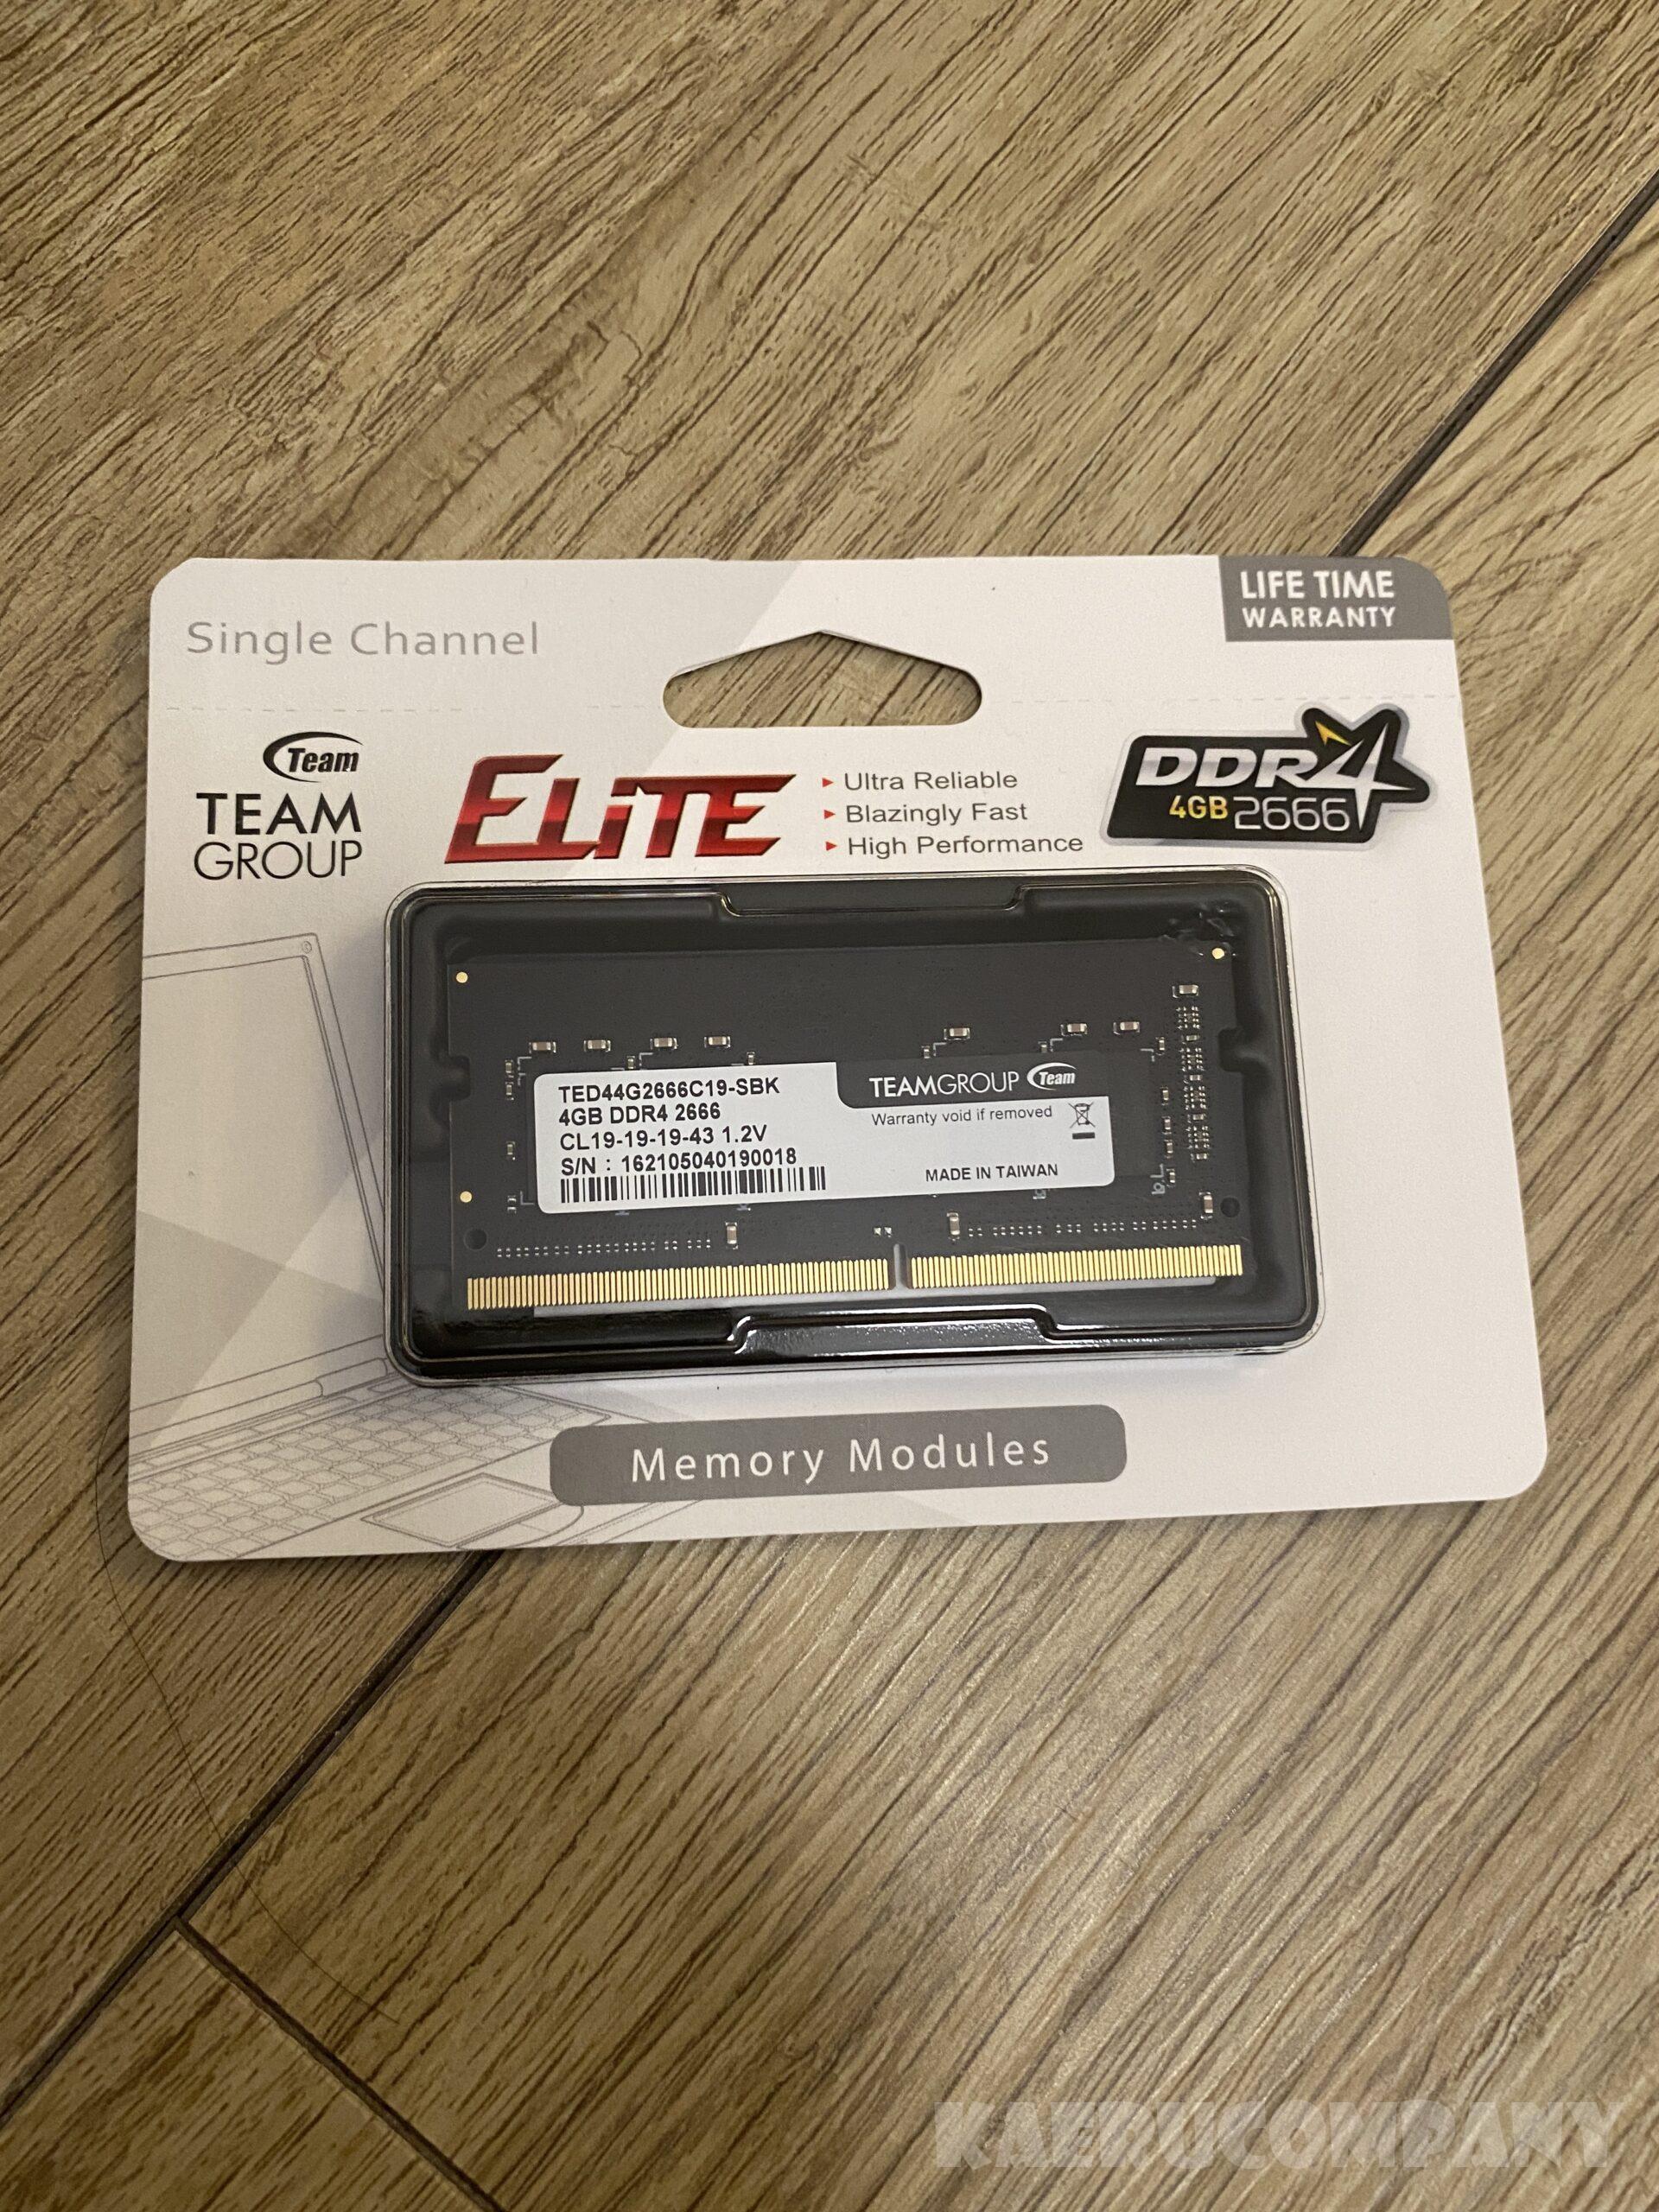 LIFE TIME
WARRANTY
Single Channel
Team
TEAM
GROUP
ELiTE
Ultra Reliable
Blazingly Fast
High Performance
DDR4
4GB 2666
TED44G2666C19-SBK
4GB DDR4 2666
CL19-19-19-43 1.2V
S/N : 162105040190018
TEAMGROUP Team
Warranty void if removed
MADE IN TAIWAN
Memory Modules
KAERUCOMPANY